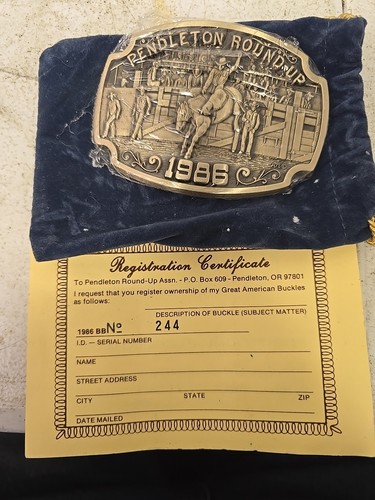 PENDLETON ROUND-UP
1986
Registration Certificate
To Pendleton Round-Up Assn. - P.O. Box 609 - Pendleton, OR 97801
I request that you register ownership of my Great American Buckles
as follows:
DESCRIPTION OF BUCKLE (SUBJECT MATTER)
1986 BB No 244
I.D. — SERIAL NUMBER
NAME
STREET ADDRESS
CITY STATE ZIP
DATE MAILED